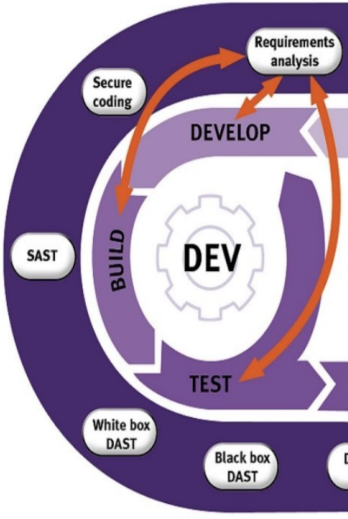 Requirements
analysis
Secure
coding
DEVELOP
SAST
BUILD
DEV
TEST
White box
DAST
Black box
DAST
D